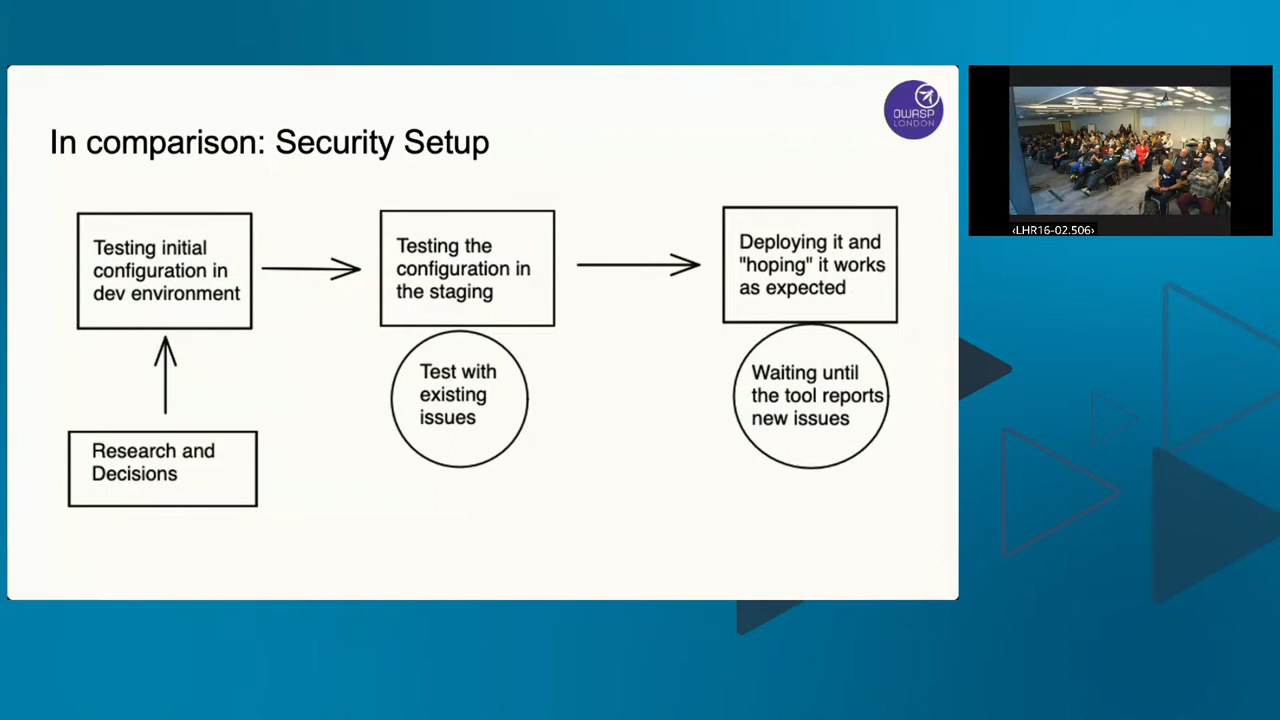 OWASP
LONDON
In comparison: Security Setup
Testing initial
configuration in
dev environment
Testing the
configuration in
the staging
Deploying it and
"hoping" it works
as expected
Test with
existing
issues
Waiting until
the tool reports
new issues
Research and
Decisions
‹LHR16-02.506›